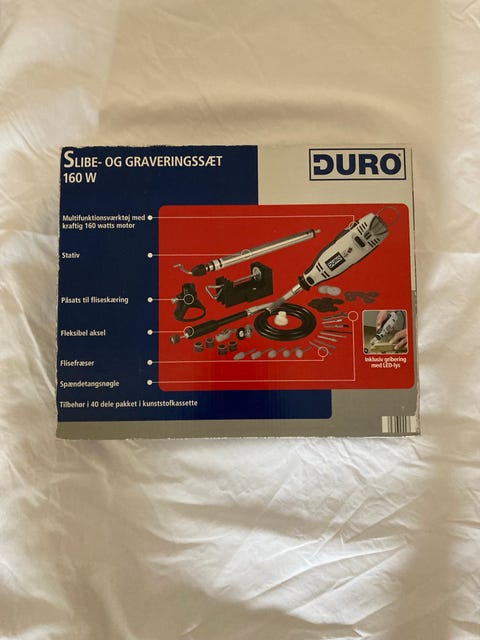 SLIBE- OG GRAVERINGSSÆT
160 W
DURO
Multifunktionsværktøj med
kraftig 160 watts motor
Stativ
Påsats til fliseskæring
Fleksibel aksel
Flisefræser
Spændetangsnøgle
Tilbehør i 40 dele pakket i kunststofkassette
Inklusiv gribering
med LED-lys